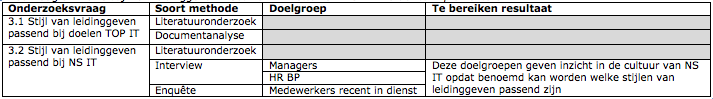 Onderzoeksvraag Soort methode Doelgroep Te bereiken resultaat
3.1 Stijl van leidinggeven Literatuuronderzoek
passend bij doelen TOP IT Documentanalyse
3.2 Stijl van leidinggeven Literatuuronderzoek
passend bij NS IT Interview Managers Deze doelgroepen geven inzicht in de cultuur van NS
HR BP IT opdat benoemd kan worden welke stijlen van
Enquête Medewerkers recent in dienst leidinggeven passend zijn